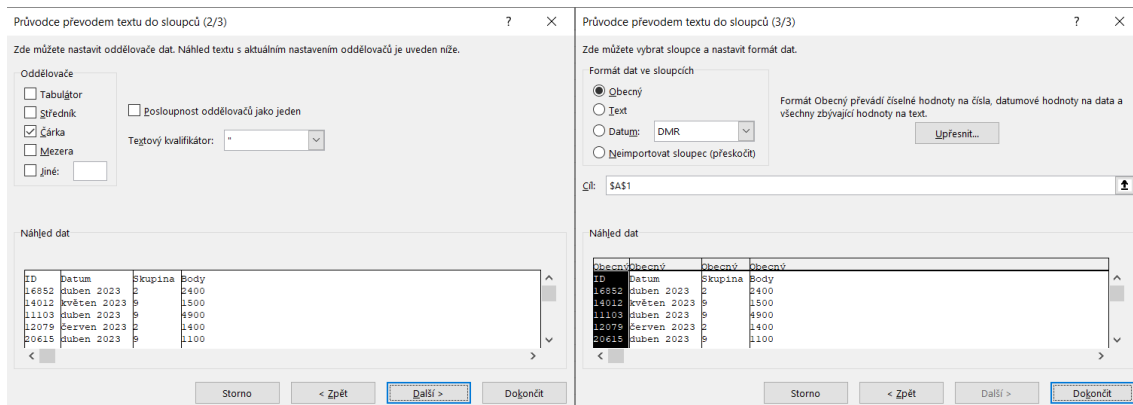 Průvodce převodem textu do sloupců (2/3)
Zde můžete nastavit oddělovače dat. Náhled textu s aktuálním nastavením oddělovačů je uveden níže.
Oddělovače
Tabulátor
Středník
Čárka
Mezera
Jiné:
Posloupnost oddělovačů jako jeden
Textový kvalifikátor: "
Náhled dat
ID Datum Skupina Body
16852 duben 2023 2 2400
14012 květen 2023 9 1500
11103 duben 2023 9 4900
12079 červen 2023 2 1400
20615 duben 2023 9 1100
Storno < Zpět Další > Dokončit
Průvodce převodem textu do sloupců (3/3)
Zde můžete vybrat sloupce a nastavit formát dat.
Formát dat ve sloupcích
Obecný
Text
Datum: DMR
Neimportovat sloupec (přeskočit)
Formát Obecný převádí číselné hodnoty na čísla, datumové hodnoty na data a
všechny zbývající hodnoty na text.
Upřesnit...
Cíl: $A$1
Náhled dat
Obecný Obecný Obecný Obecný
ID Datum Skupina Body
16852 duben 2023 2 2400
14012 květen 2023 9 1500
11103 duben 2023 9 4900
12079 červen 2023 2 1400
20615 duben 2023 9 1100
Storno < Zpět Další > Dokončit